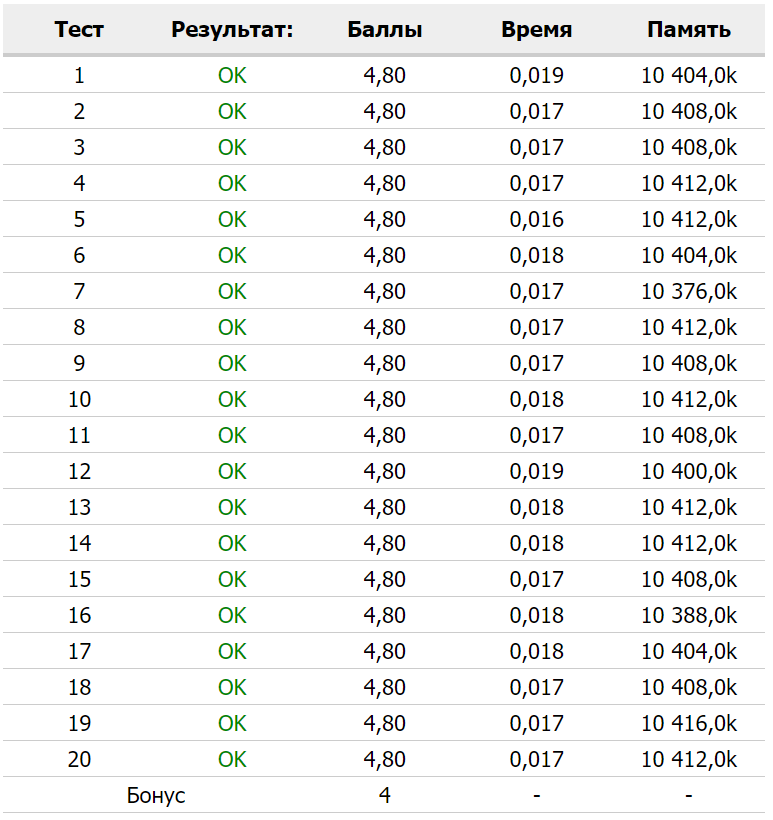 Тест Результат: Баллы Время Память
1 OK 4,80 0,019 10 404,0k
2 OK 4,80 0,017 10 408,0k
3 OK 4,80 0,017 10 408,0k
4 OK 4,80 0,017 10 412,0k
5 OK 4,80 0,016 10 412,0k
6 OK 4,80 0,018 10 404,0k
7 OK 4,80 0,017 10 376,0k
8 OK 4,80 0,017 10 412,0k
9 OK 4,80 0,017 10 408,0k
10 OK 4,80 0,018 10 412,0k
11 OK 4,80 0,017 10 408,0k
12 OK 4,80 0,019 10 400,0k
13 OK 4,80 0,018 10 412,0k
14 OK 4,80 0,018 10 412,0k
15 OK 4,80 0,017 10 408,0k
16 OK 4,80 0,018 10 388,0k
17 OK 4,80 0,018 10 404,0k
18 OK 4,80 0,017 10 408,0k
19 OK 4,80 0,017 10 416,0k
20 OK 4,80 0,017 10 412,0k
Бонус 4 - -